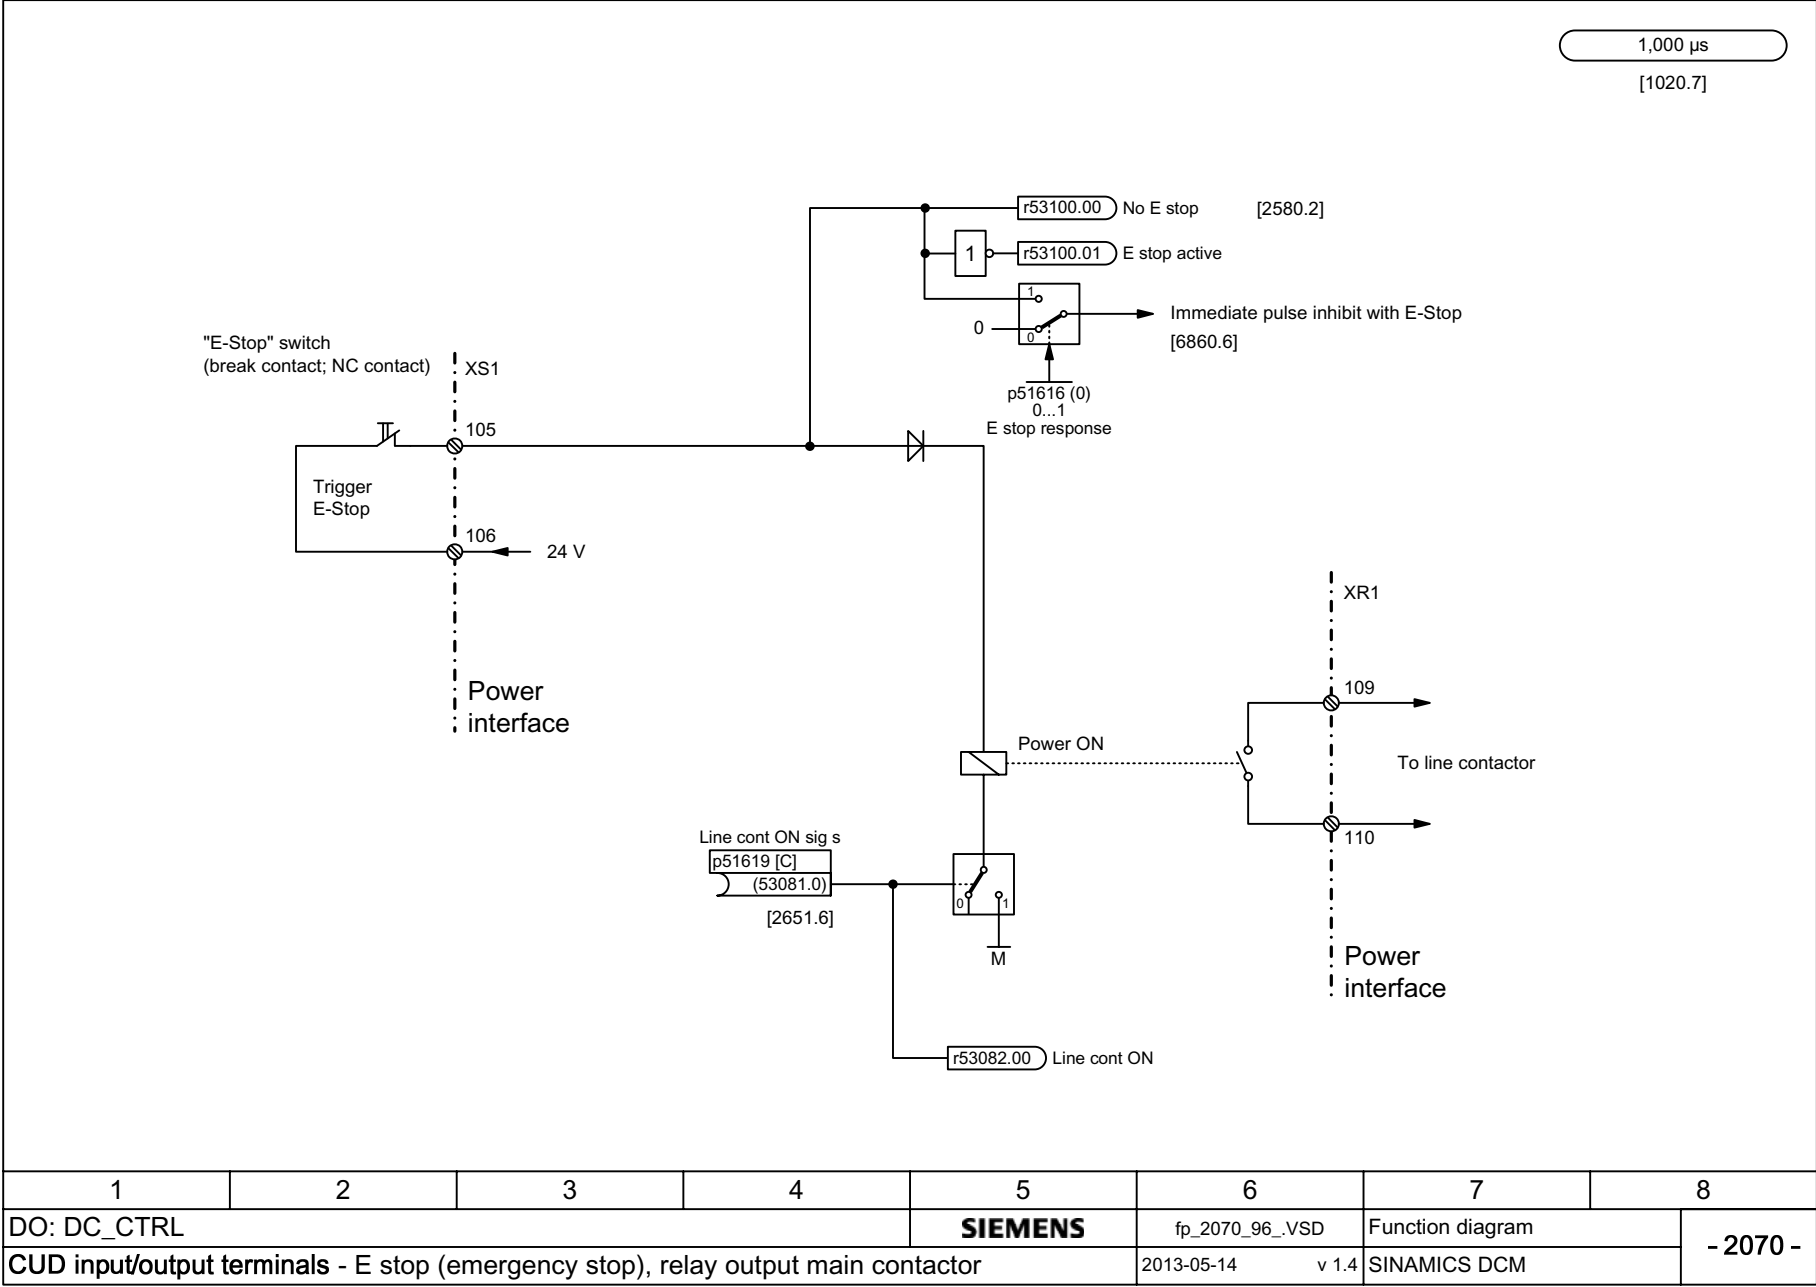 1,000 µs
[1020.7]
r53100.00 No E stop [2580.2]
1 r53100.01 E stop active
1
0
0
Immediate pulse inhibit with E-Stop
[6860.6]
p51616 (0)
0...1
E stop response
"E-Stop" switch
(break contact; NC contact)
XS1
105
Trigger
E-Stop
106
24 V
Power
interface
XR1
109
Power ON
To line contactor
110
Line cont ON sig s
p51619 [C]
(53081.0)
[2651.6]
0 1
M
Power
interface
r53082.00 Line cont ON
1 2 3 4 5 6 7 8
DO: DC_CTRL SIEMENS fp_2070_96_.VSD Function diagram
- 2070 -
CUD input/output terminals - E stop (emergency stop), relay output main contactor 2013-05-14 v 1.4 SINAMICS DCM